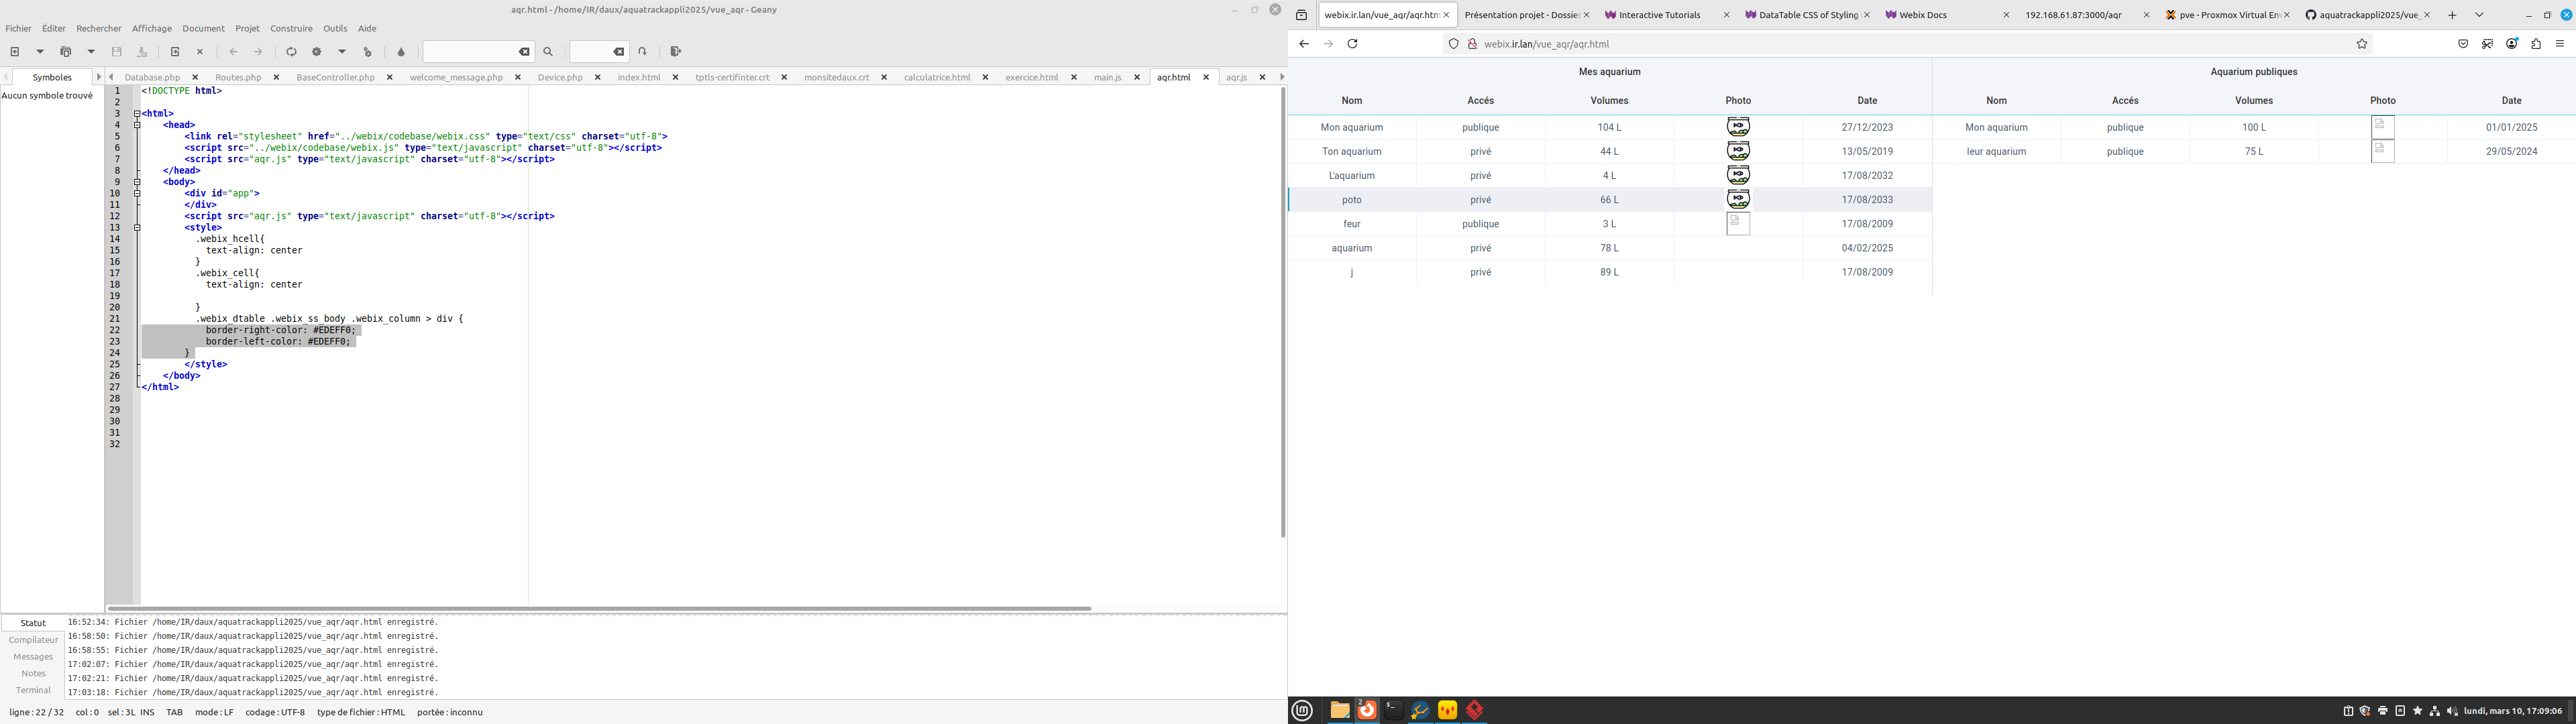 aqr.html - /home/IR/daux/aquatrackappli2025/vue_aqr - Geany
Fichier Éditer Rechercher Affichage Document Projet Construire Outils Aide
Symboles
Database.php Routes.php BaseController.php welcome_message.php Device.php index.html tptls-certifinter.crt monsitedaux.crt calculatrice.html exercice.html main.js aqr.html aqr.js
Aucun symbole trouvé
1 <!DOCTYPE html>
2
3 <html>
4 <head>
5 <link rel="stylesheet" href="../webix/codebase/webix.css" type="text/css" charset="utf-8">
6 <script src="../webix/codebase/webix.js" type="text/javascript" charset="utf-8"></script>
7 <script src="aqr.js" type="text/javascript" charset="utf-8"></script>
8 </head>
9 <body>
10 <div id="app">
11 </div>
12 <script src="aqr.js" type="text/javascript" charset="utf-8"></script>
13 <style>
14 .webix_hcell{
15 text-align: center
16 }
17 .webix_cell{
18 text-align: center
19
20 }
21 .webix_dtable .webix_ss_body .webix_column > div {
22 border-right-color: #EDEFF0;
23 border-left-color: #EDEFF0;
24 }
25 </style>
26 </body>
27 </html>
28
29
30
31
32
Statut
Compilateur
Messages
Notes
Terminal
16:52:34: Fichier /home/IR/daux/aquatrackappli2025/vue_aqr/aqr.html enregistré.
16:58:50: Fichier /home/IR/daux/aquatrackappli2025/vue_aqr/aqr.html enregistré.
16:58:55: Fichier /home/IR/daux/aquatrackappli2025/vue_aqr/aqr.html enregistré.
17:02:07: Fichier /home/IR/daux/aquatrackappli2025/vue_aqr/aqr.html enregistré.
17:02:21: Fichier /home/IR/daux/aquatrackappli2025/vue_aqr/aqr.html enregistré.
17:03:18: Fichier /home/IR/daux/aquatrackappli2025/vue_aqr/aqr.html enregistré.
ligne : 22 / 32 col : 0 sel : 3L INS TAB mode : LF codage : UTF-8 type de fichier : HTML portée : inconnu
webix.ir.lan/vue_aqr/aqr.htm Présentation projet - Dossier Interactive Tutorials DataTable CSS of Styling Webix Docs 192.168.61.87:3000/aqr pve - Proxmox Virtual En aquatrackappli2025/vue_
webix.ir.lan/vue_aqr/aqr.html
Mes aquarium
Nom Accés Volumes Photo Date
Mon aquarium publique 104 L 27/12/2023
Ton aquarium privé 44 L 13/05/2019
L'aquarium privé 4 L 17/08/2032
poto privé 66 L 17/08/2033
feur publique 3 L 17/08/2009
aquarium privé 78 L 04/02/2025
j privé 89 L 17/08/2009
Aquarium publiques
Nom Accés Volumes Photo Date
Mon aquarium publique 100 L 01/01/2025
leur aquarium publique 75 L 29/05/2024
2
lundi, mars 10, 17:09:06